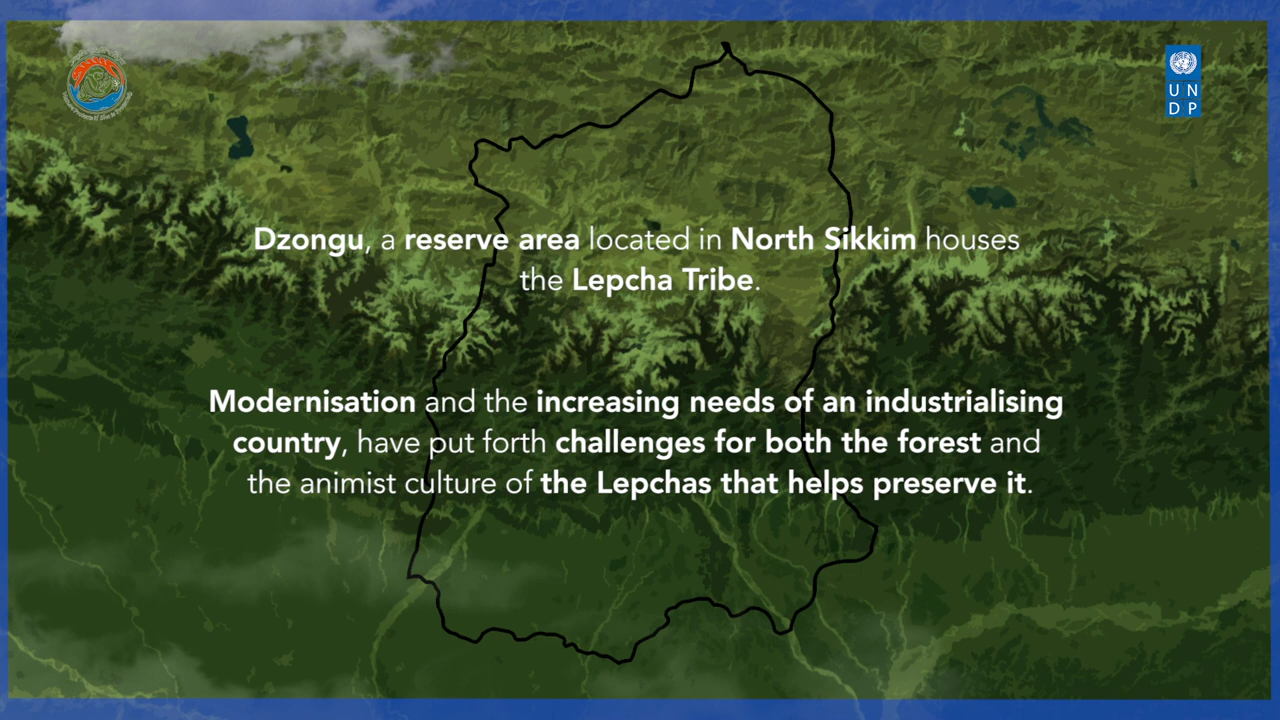 UN
DP
Dzongu, a reserve area located in North Sikkim houses
the Lepcha Tribe.
Modernisation and the increasing needs of an industrialising
country, have put forth challenges for both the forest and
the animist culture of the Lepchas that helps preserve it.